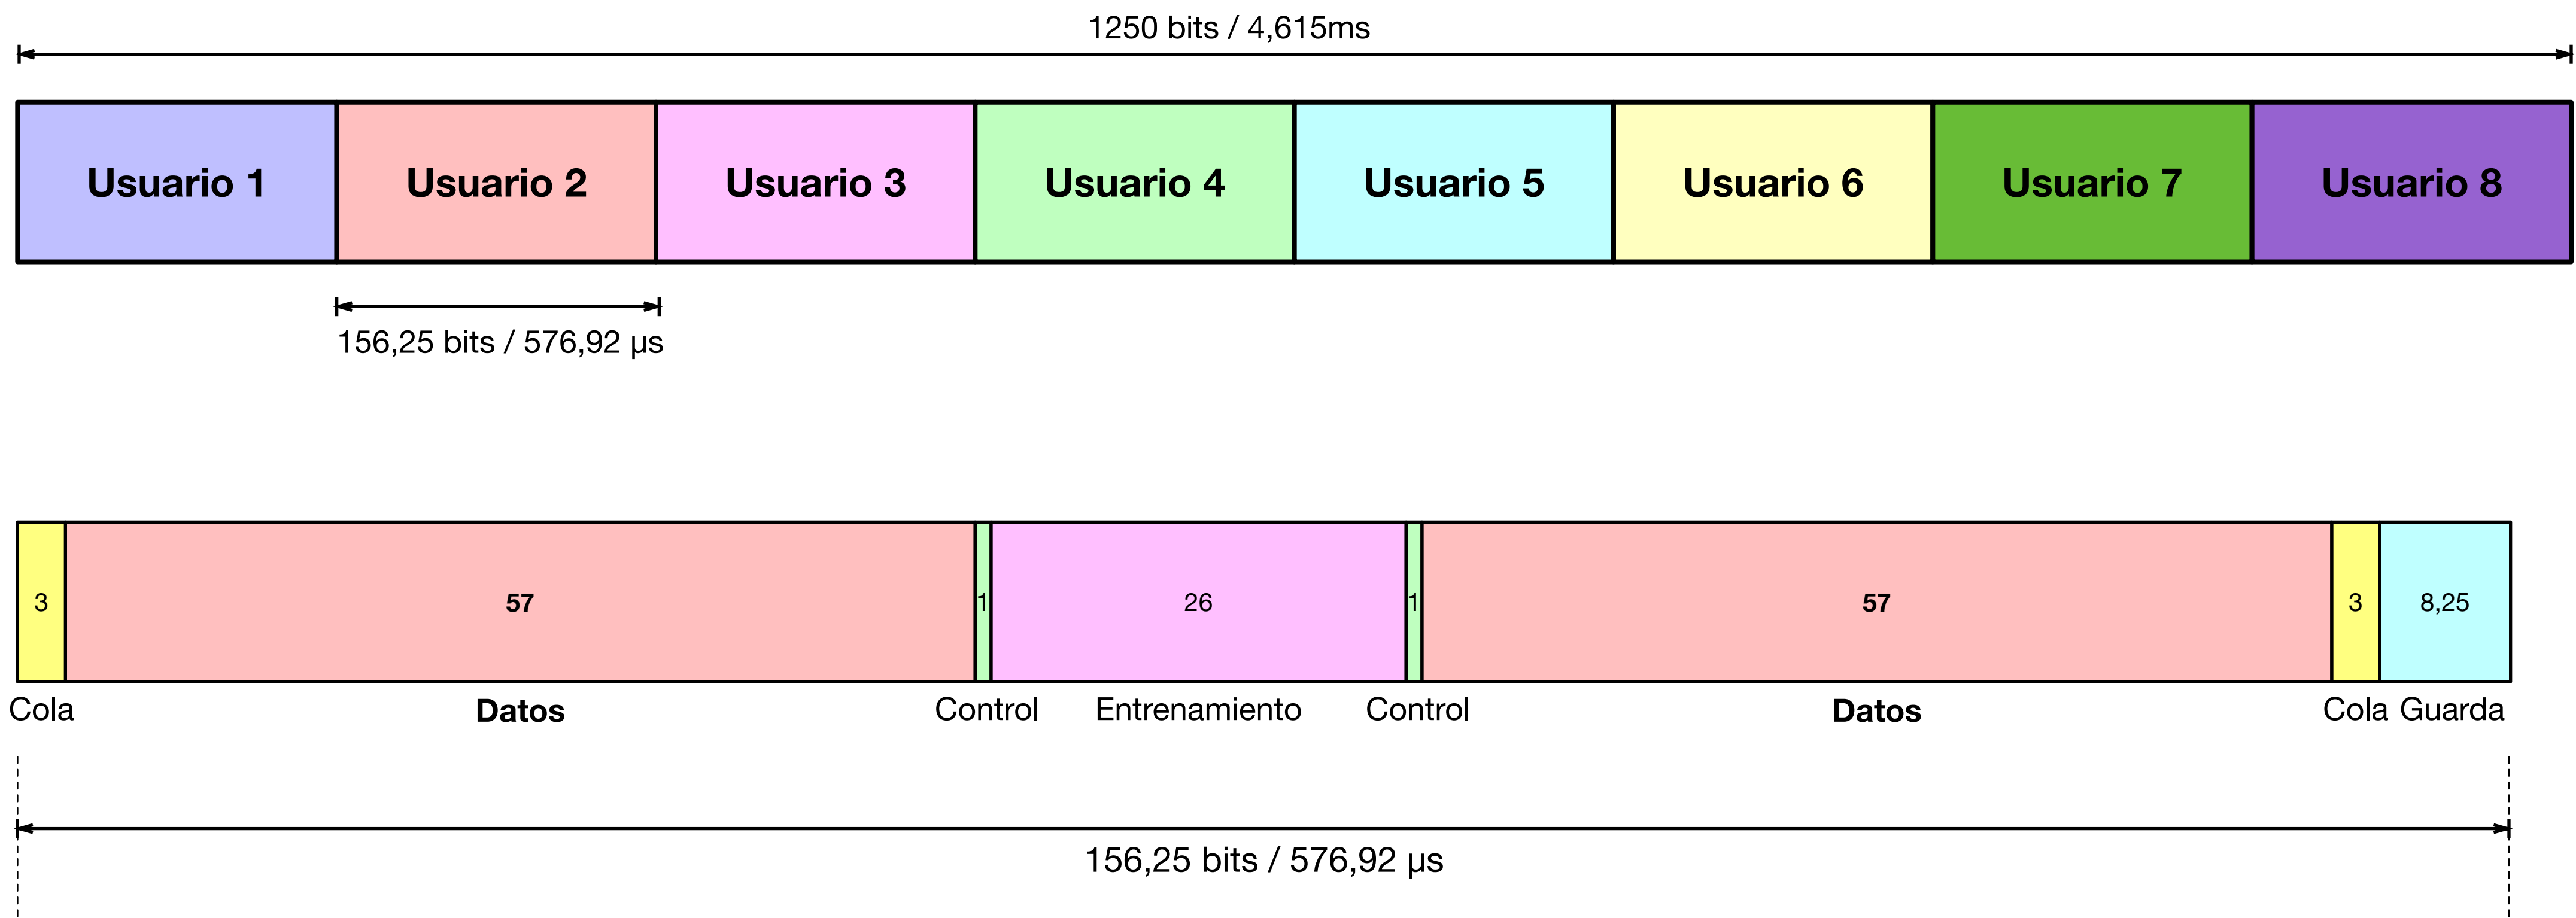 1250 bits / 4,615ms
Usuario 1 Usuario 2 Usuario 3 Usuario 4 Usuario 5 Usuario 6 Usuario 7 Usuario 8
156,25 bits / 576,92 µs
3 57 1 26 1 57 3 8,25
Cola Datos Control Entrenamiento Control Datos Cola Guarda
156,25 bits / 576,92 µs